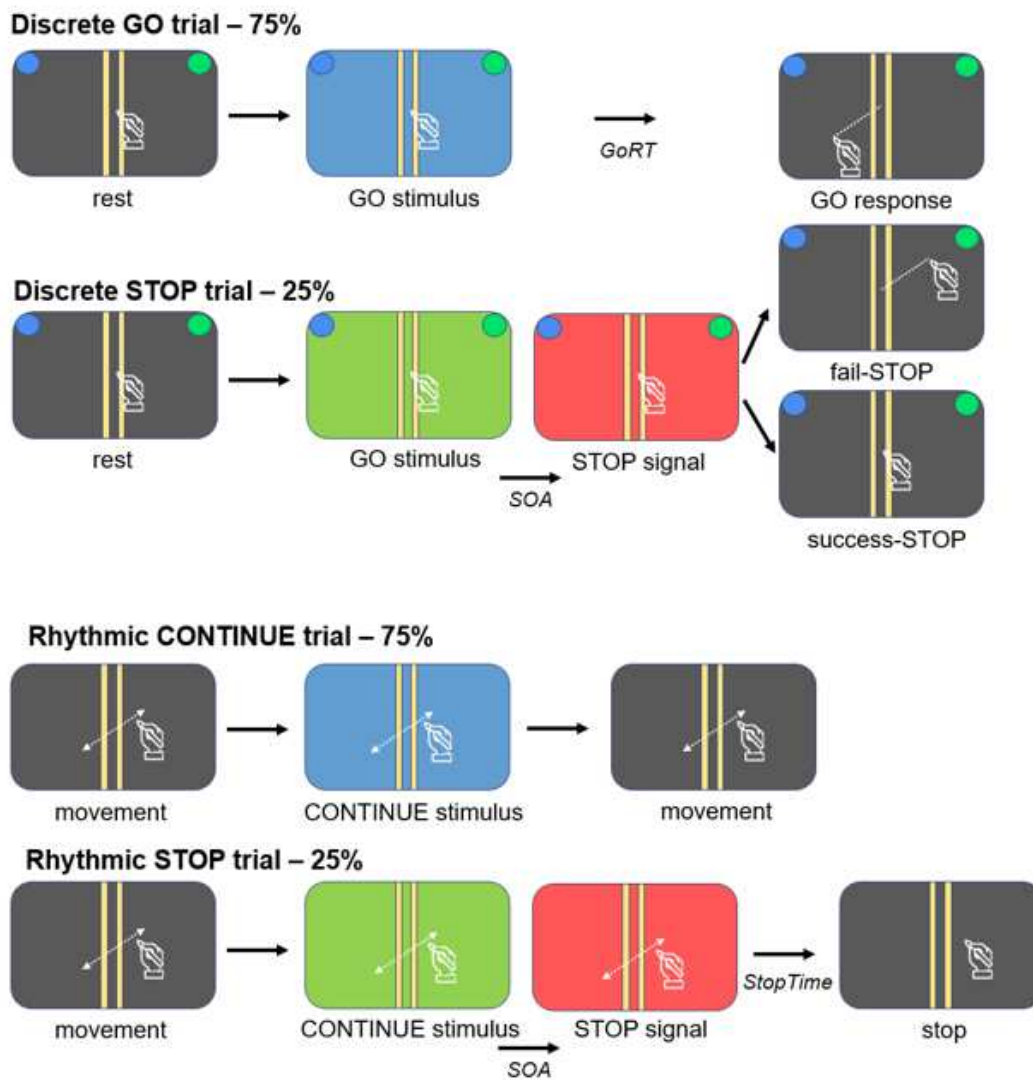 Discrete GO trial – 75%
rest
GO stimulus
GoRT
GO response
Discrete STOP trial – 25%
fail-STOP
rest
GO stimulus
STOP signal
SOA
success-STOP
Rhythmic CONTINUE trial – 75%
movement
CONTINUE stimulus
movement
Rhythmic STOP trial – 25%
StopTime
movement
CONTINUE stimulus
STOP signal
stop
SOA